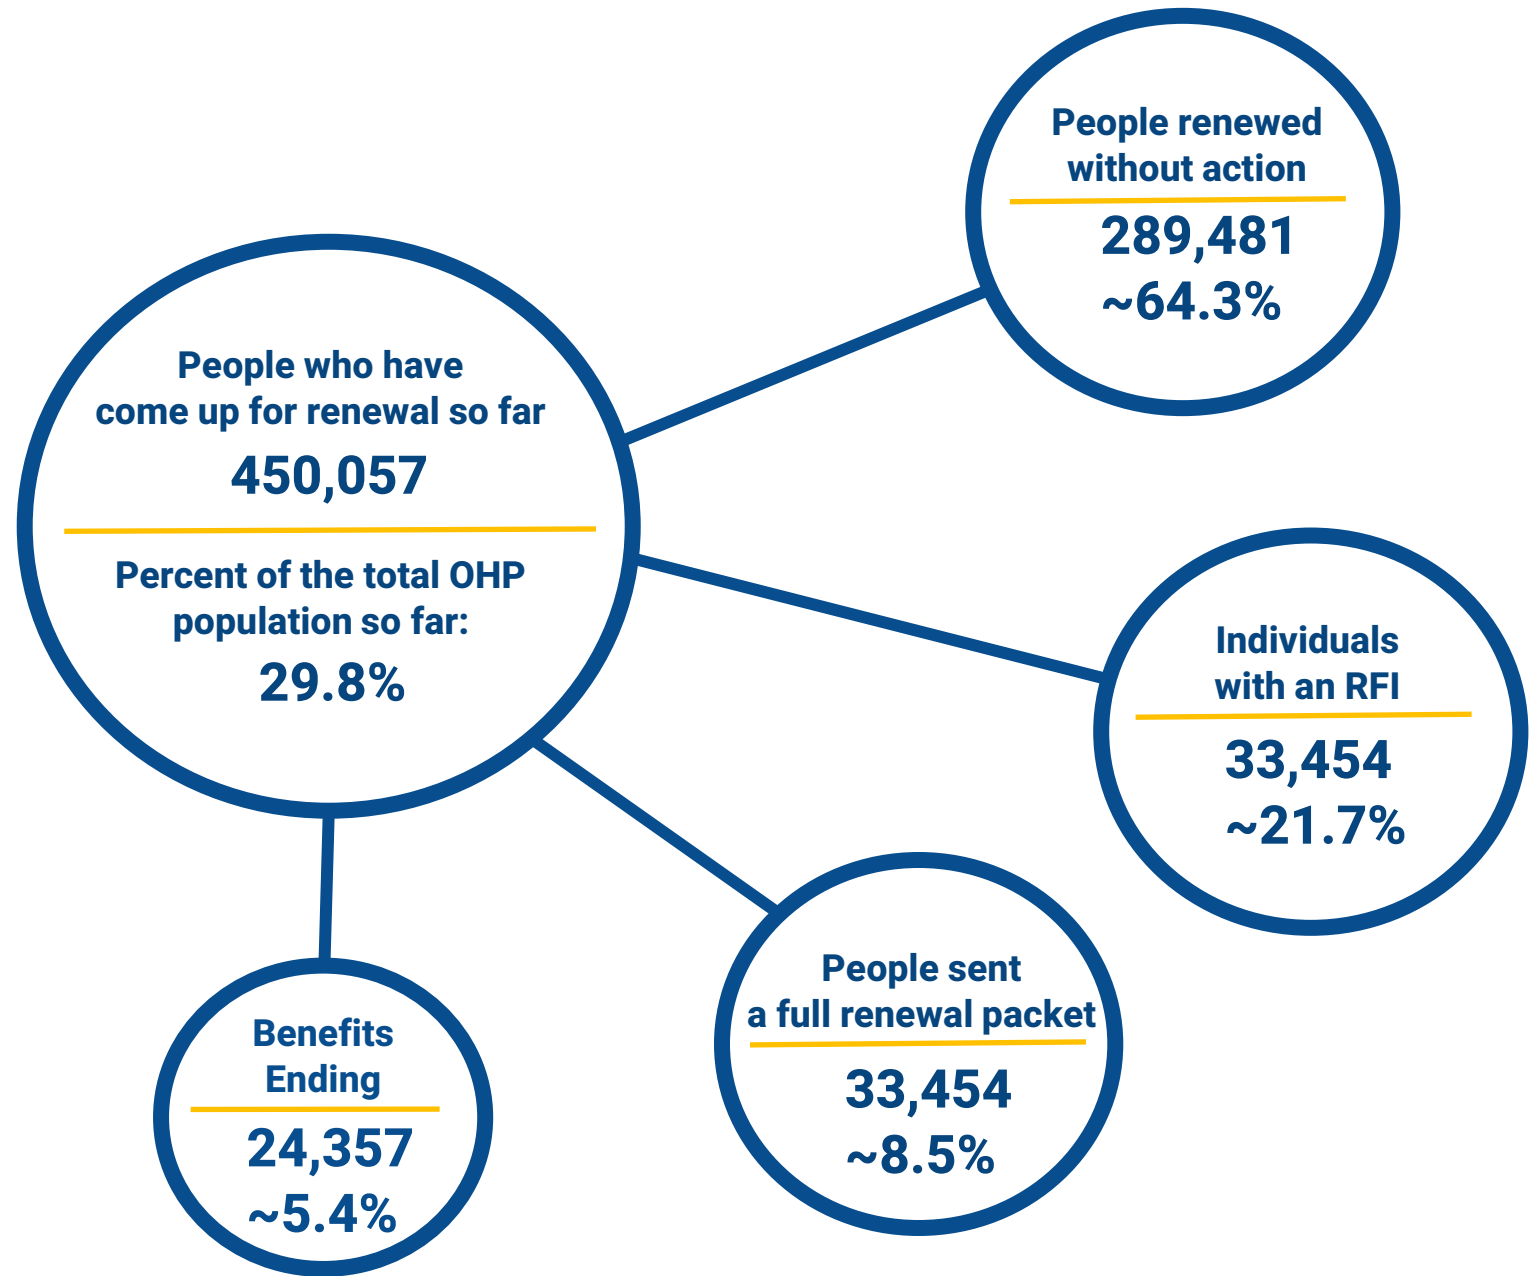 People who have
come up for renewal so far
450,057
Percent of the total OHP
population so far:
29.8%
People renewed
without action
289,481
~64.3%
Individuals
with an RFI
33,454
~21.7%
People sent
a full renewal packet
33,454
~8.5%
Benefits
Ending
24,357
~5.4%